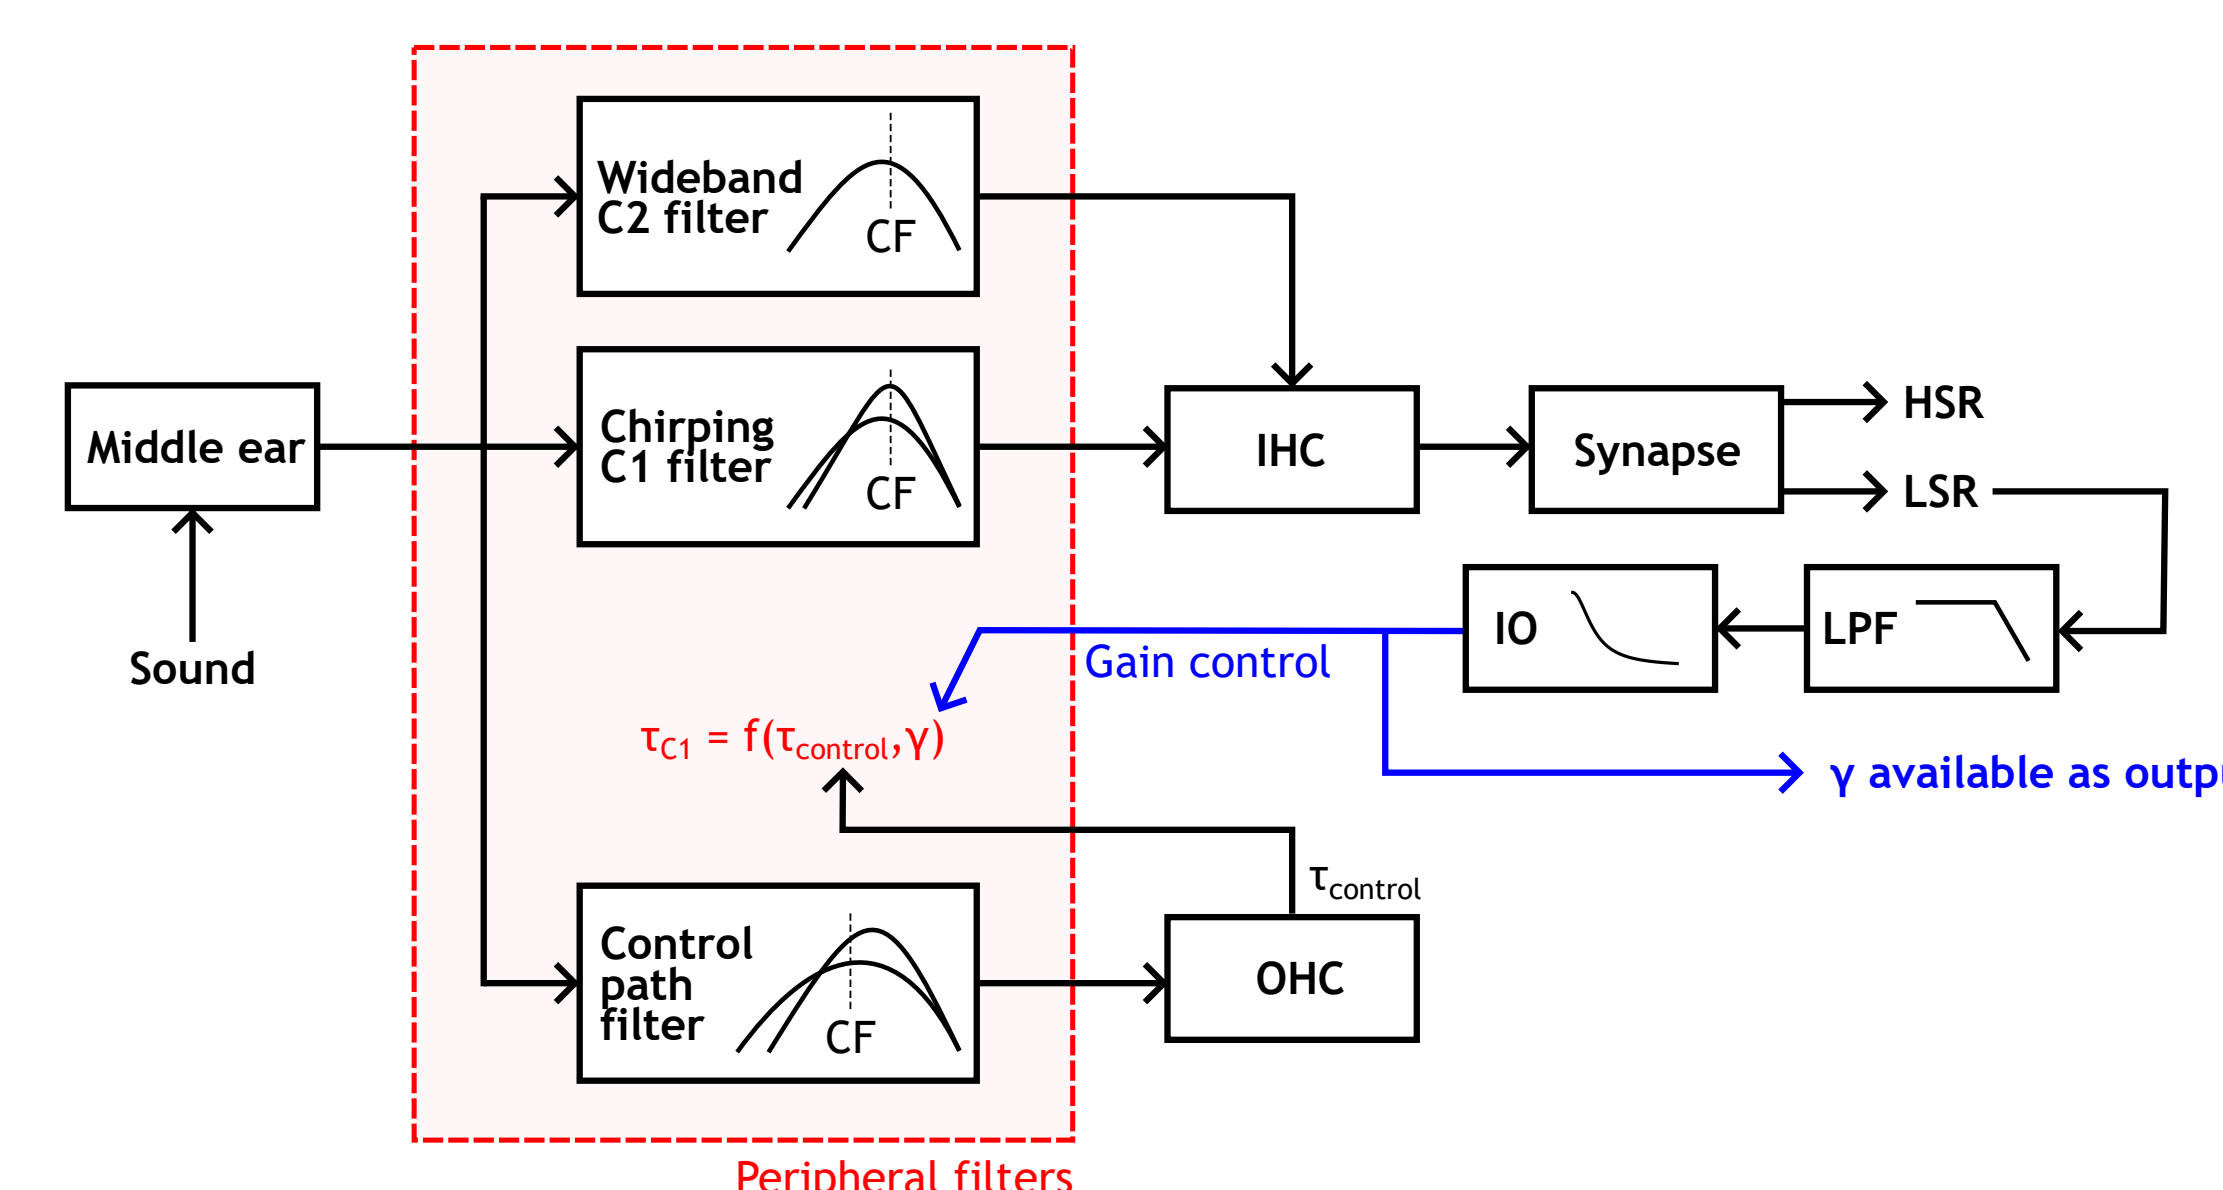 Wideband
C2 filter
CF
Chirping
C1 filter
CF
Middle ear
Sound
IHC
Synapse
HSR
LSR
IO
LPF
Gain control
τC1 = f(τcontrol,γ)
γ available as outp
τcontrol
Control
path
filter
CF
OHC
Peripheral filters